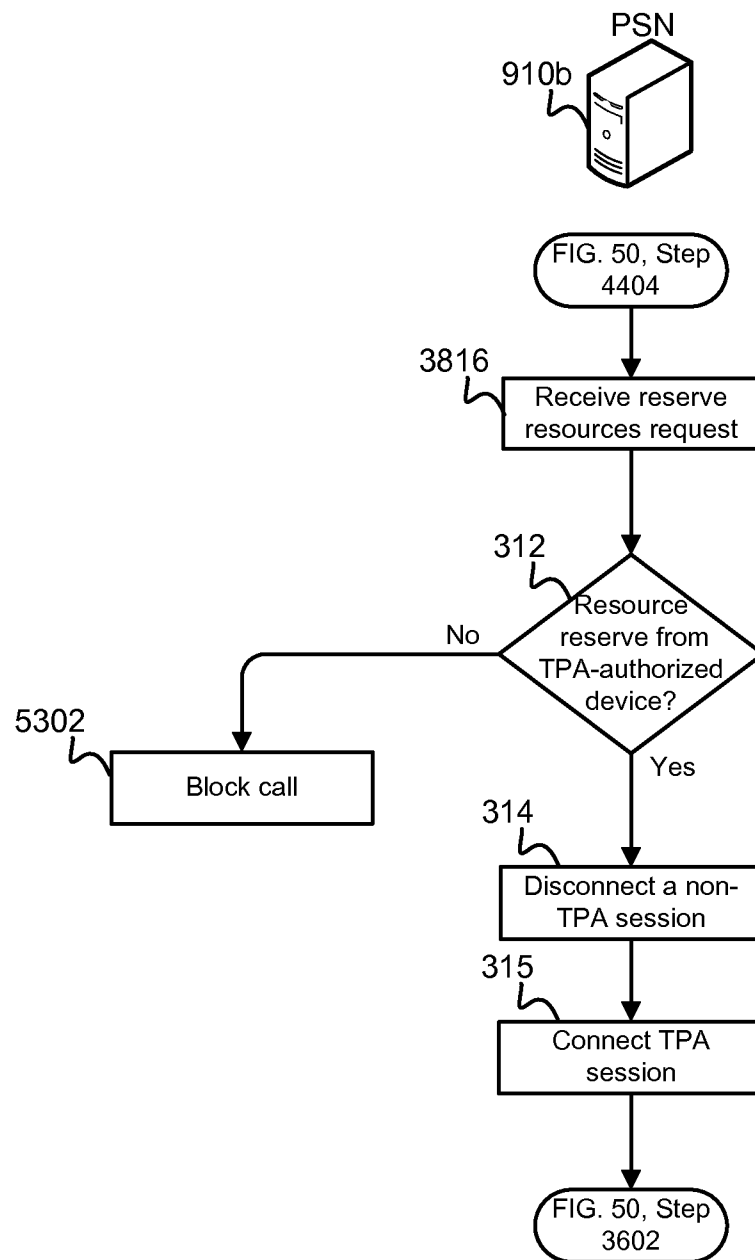 PSN
910b
FIG. 50, Step
4404
3816
Receive reserve
resources request
312
Resource
reserve from
TPA-authorized
device?
No
Yes
5302
Block call
314
Disconnect a non-
TPA session
315
Connect TPA
session
FIG. 50, Step
3602